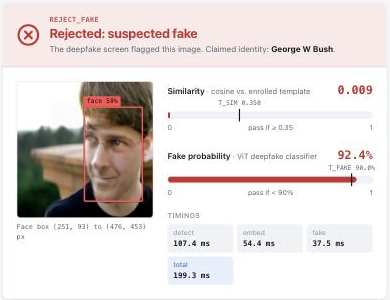 REJECT_FAKE
Rejected: suspected fake
The deepfake screen flagged this image. Claimed identity: George W Bush.
face 58%
Face box (251, 93) to (476, 453)
px
Similarity · cosine vs. enrolled template 0.009
T_SIM 0.350
0 pass if ≥ 0.35 1
Fake probability · ViT deepfake classifier 92.4%
T_FAKE 90.0%
0 pass if < 90% 1
TIMINGS
detect embed fake
107.4 ms 54.4 ms 37.5 ms
total
199.3 ms